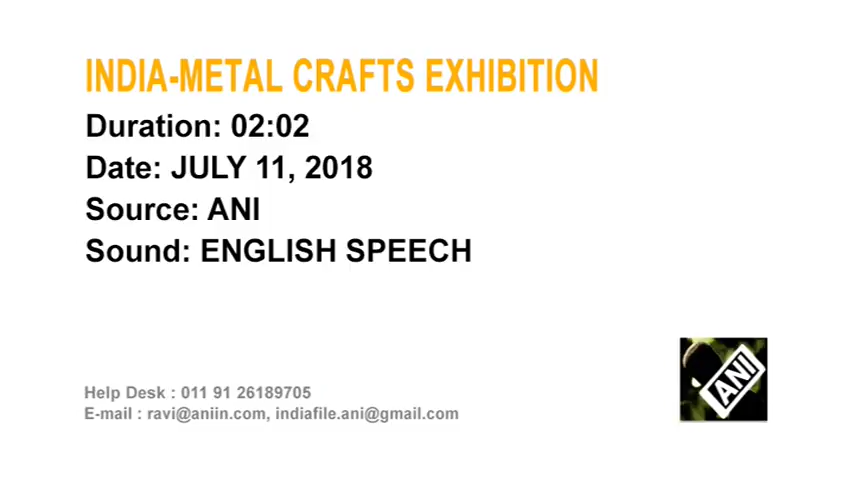 INDIA-METAL CRAFTS EXHIBITION
Duration: 02:02
Date: JULY 11, 2018
Source: ANI
Sound: ENGLISH SPEECH
ANI
Help Desk : 011 91 26189705
E-mail : ravi@aniin.com, indiafile.ani@gmail.com